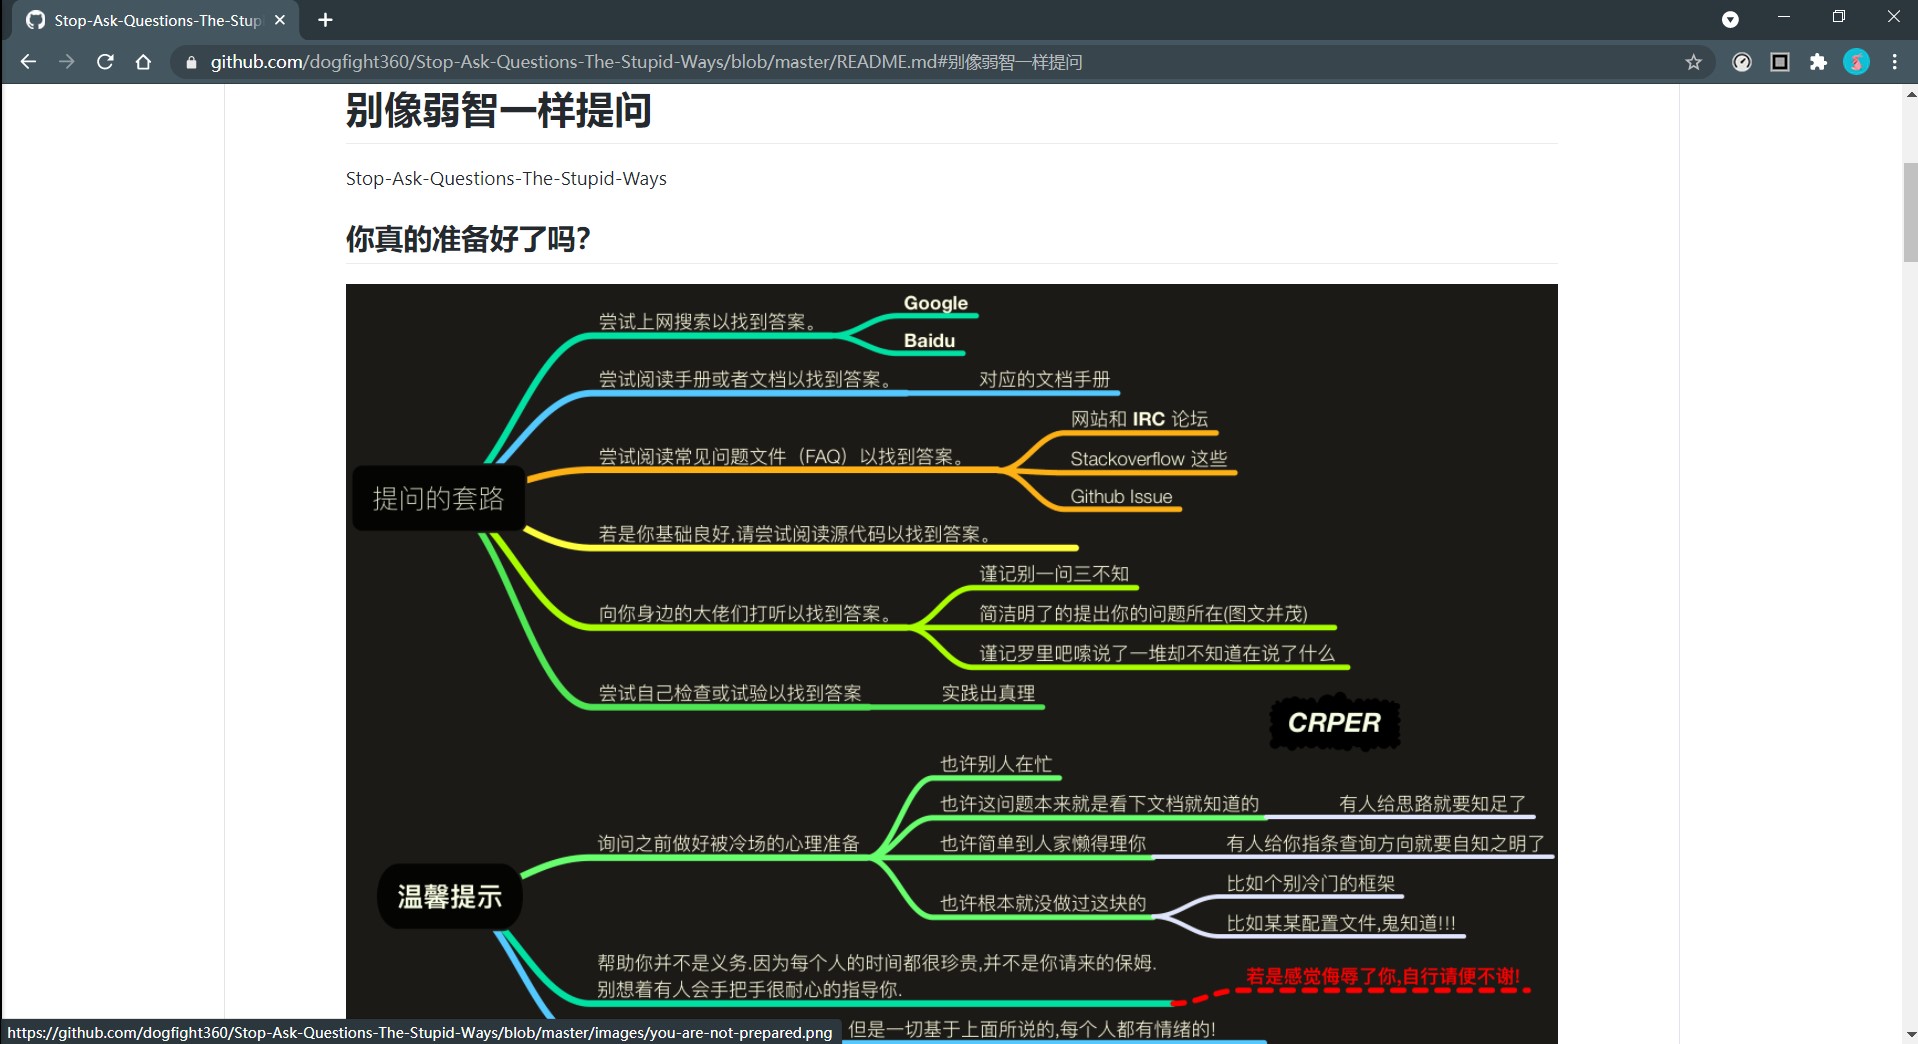 Stop-Ask-Questions-The-Stup
github.com/dogfight360/Stop-Ask-Questions-The-Stupid-Ways/blob/master/README.md#别像弱智一样提问
别像弱智一样提问
Stop-Ask-Questions-The-Stupid-Ways
你真的准备好了吗?
Google
尝试上网搜索以找到答案。
Baidu
尝试阅读手册或者文档以找到答案。
对应的文档手册
网站和 IRC 论坛
尝试阅读常见问题文件（FAQ）以找到答案。
Stackoverflow 这些
Github Issue
提问的套路
若是你基础良好,请尝试阅读源代码以找到答案。
谨记别一问三不知
向你身边的大佬们打听以找到答案。
简洁明了的提出你的问题所在(图文并茂)
谨记罗里吧嗦说了一堆却不知道在说了什么
尝试自己检查或试验以找到答案
实践出真理
CRPER
也许别人在忙
也许这问题本来就是看下文档就知道的
有人给思路就要知足了
询问之前做好被冷场的心理准备
也许简单到人家懒得理你
有人给你指条查询方向就要自知之明了
也许根本就没做过这块的
比如个别冷门的框架
比如某某配置文件,鬼知道!!!
温馨提示
帮助你并不是义务.因为每个人的时间都很珍贵,并不是你请来的保姆.
别想着有人会手把手很耐心的指导你.
若是感觉侮辱了你,自行请便不谢!
但是一切基于上面所说的,每个人都有情绪的!
https://github.com/dogfight360/Stop-Ask-Questions-The-Stupid-Ways/blob/master/images/you-are-not-prepared.png